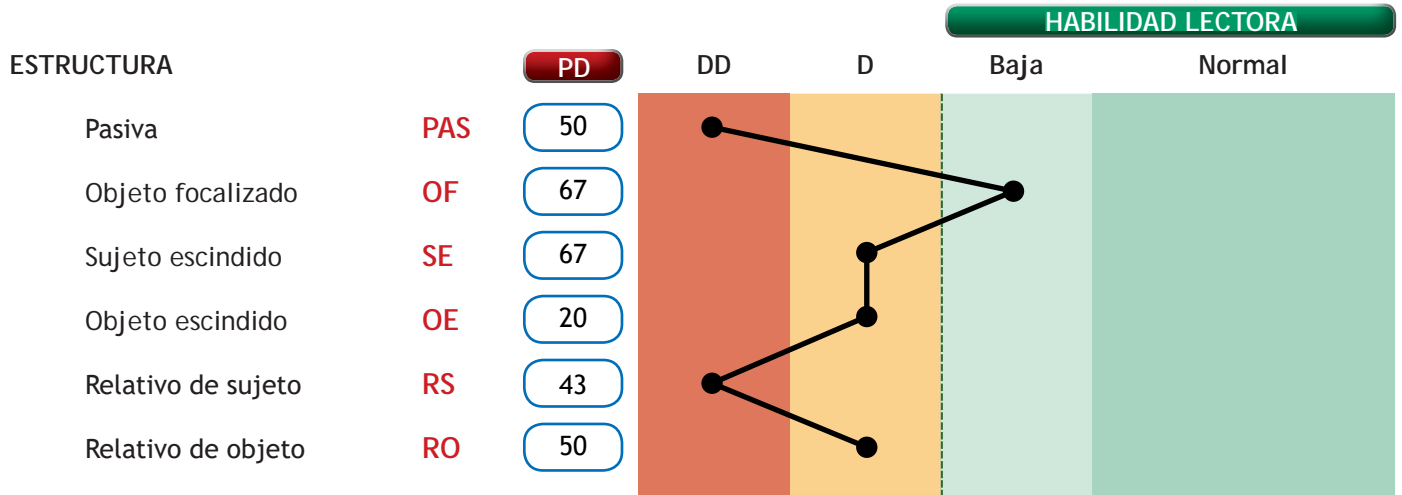 HABILIDAD LECTORA
ESTRUCTURA PD DD D Baja Normal
Pasiva PAS 50
Objeto focalizado OF 67
Sujeto escindido SE 67
Objeto escindido OE 20
Relativo de sujeto RS 43
Relativo de objeto RO 50